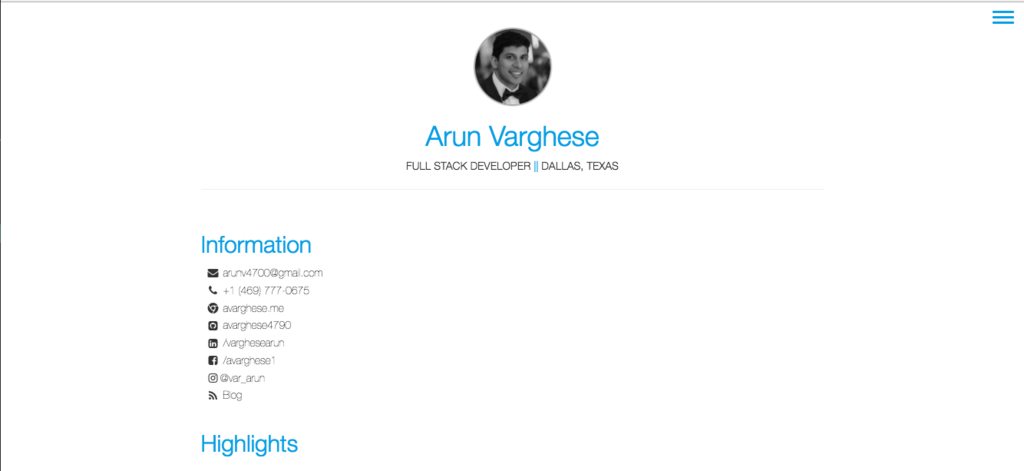 Arun Varghese
FULL STACK DEVELOPER || DALLAS, TEXAS
Information
arunv4700@gmail.com
+1 (469) 777-0675
avarghese.me
avarghese4790
/varghesearun
/avarghese1
@var_arun
Blog
Highlights